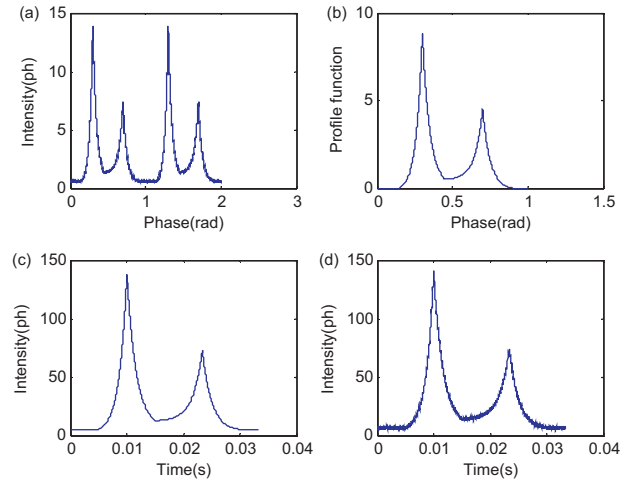 (a)
15
10
5
0
0 1 2 3
Intensity(ph)
Phase(rad)
(b)
10
5
0
0 0.5 1 1.5
Profile function
Phase(rad)
(c)
150
100
50
0
0 0.01 0.02 0.03 0.04
Intensity(ph)
Time(s)
(d)
150
100
50
0
0 0.01 0.02 0.03 0.04
Intensity(ph)
Time(s)